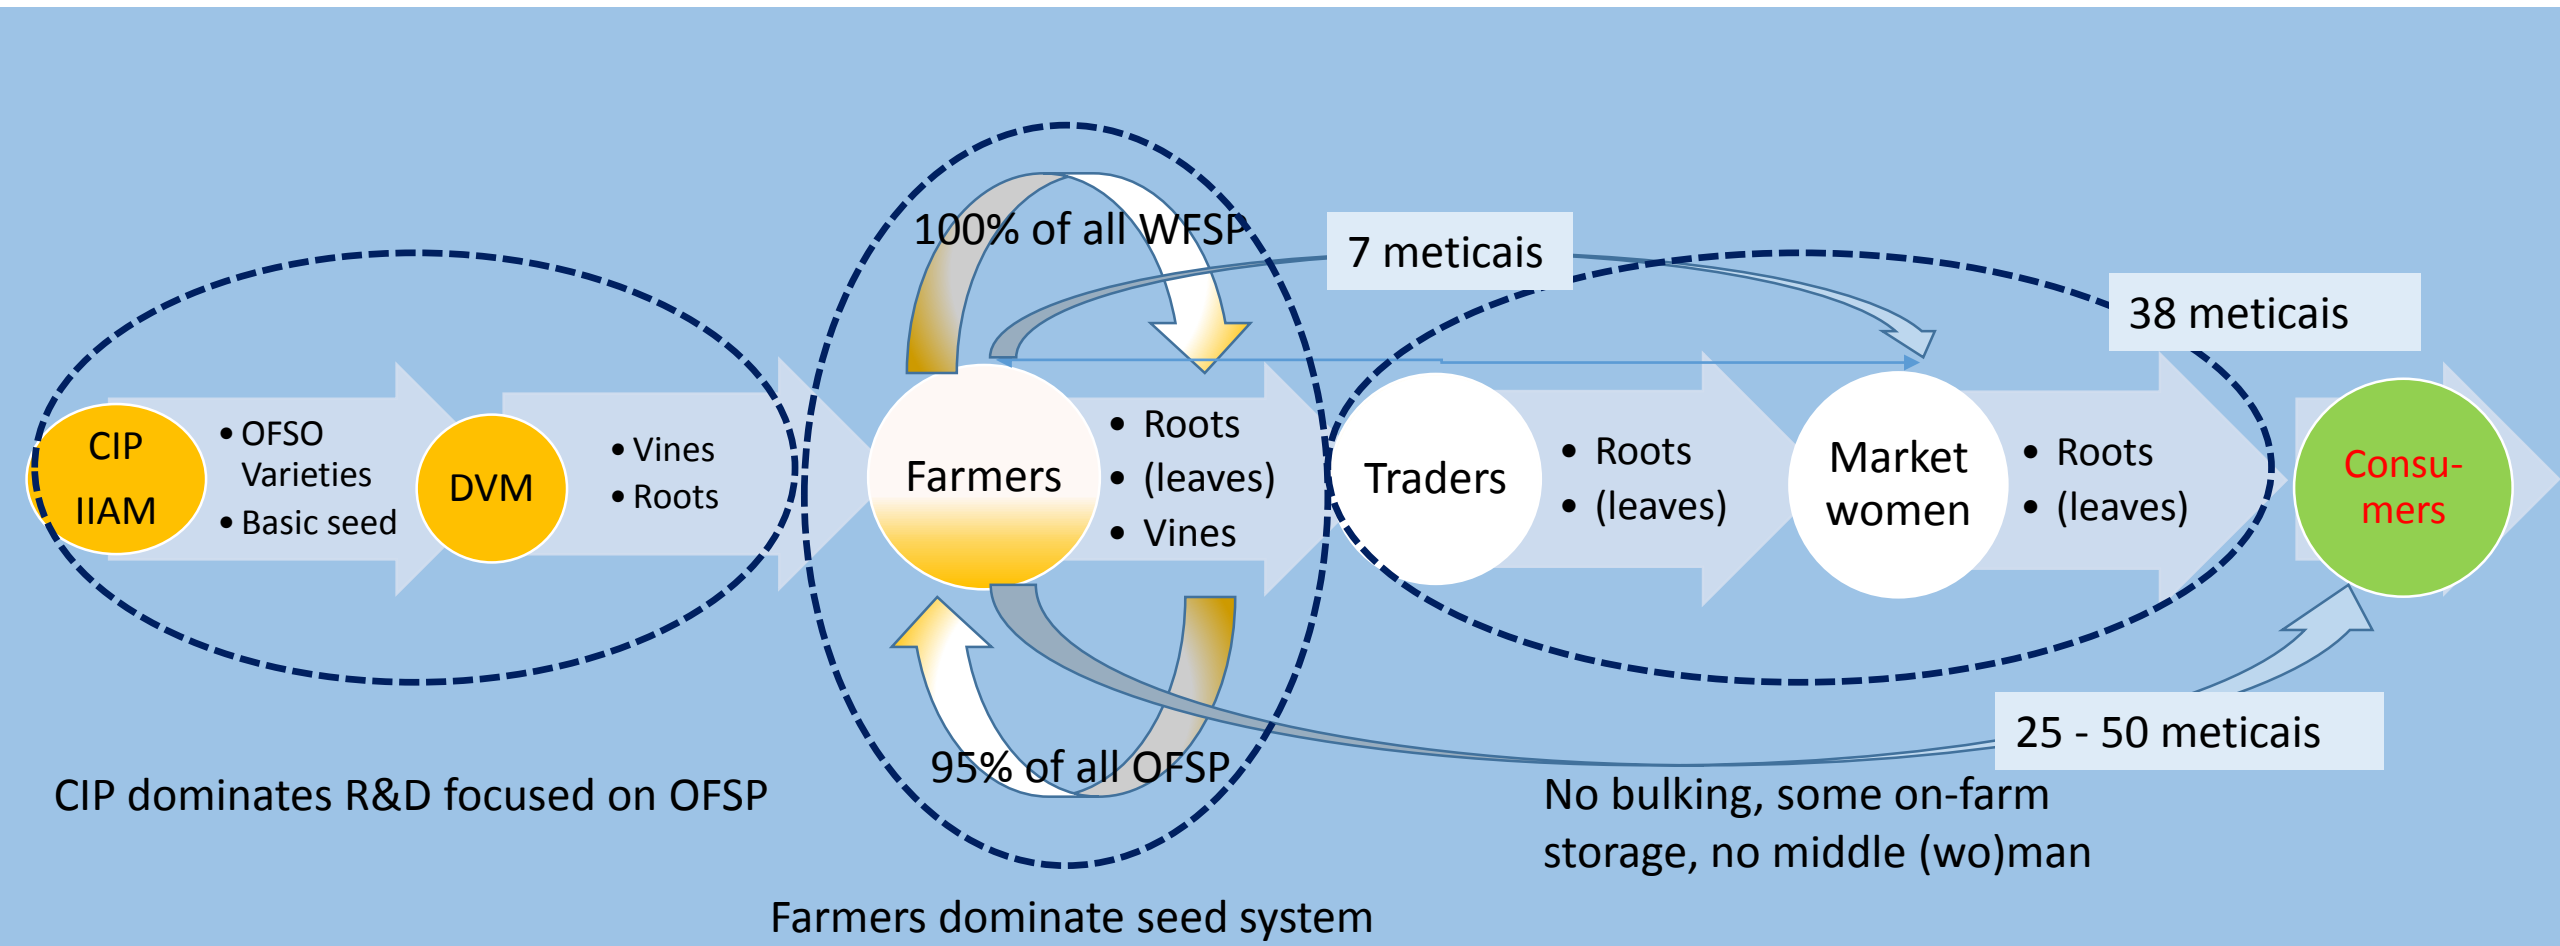 100% of all WFSP
7 meticais
38 meticais
CIP
IIAM
• OFSO
Varieties
• Basic seed
DVM
• Vines
• Roots
Farmers
• Roots
• (leaves)
• Vines
Traders
• Roots
• (leaves)
Market
women
• Roots
• (leaves)
Consu-
mers
95% of all OFSP
25 - 50 meticais
CIP dominates R&D focused on OFSP
No bulking, some on-farm
storage, no middle (wo)man
Farmers dominate seed system